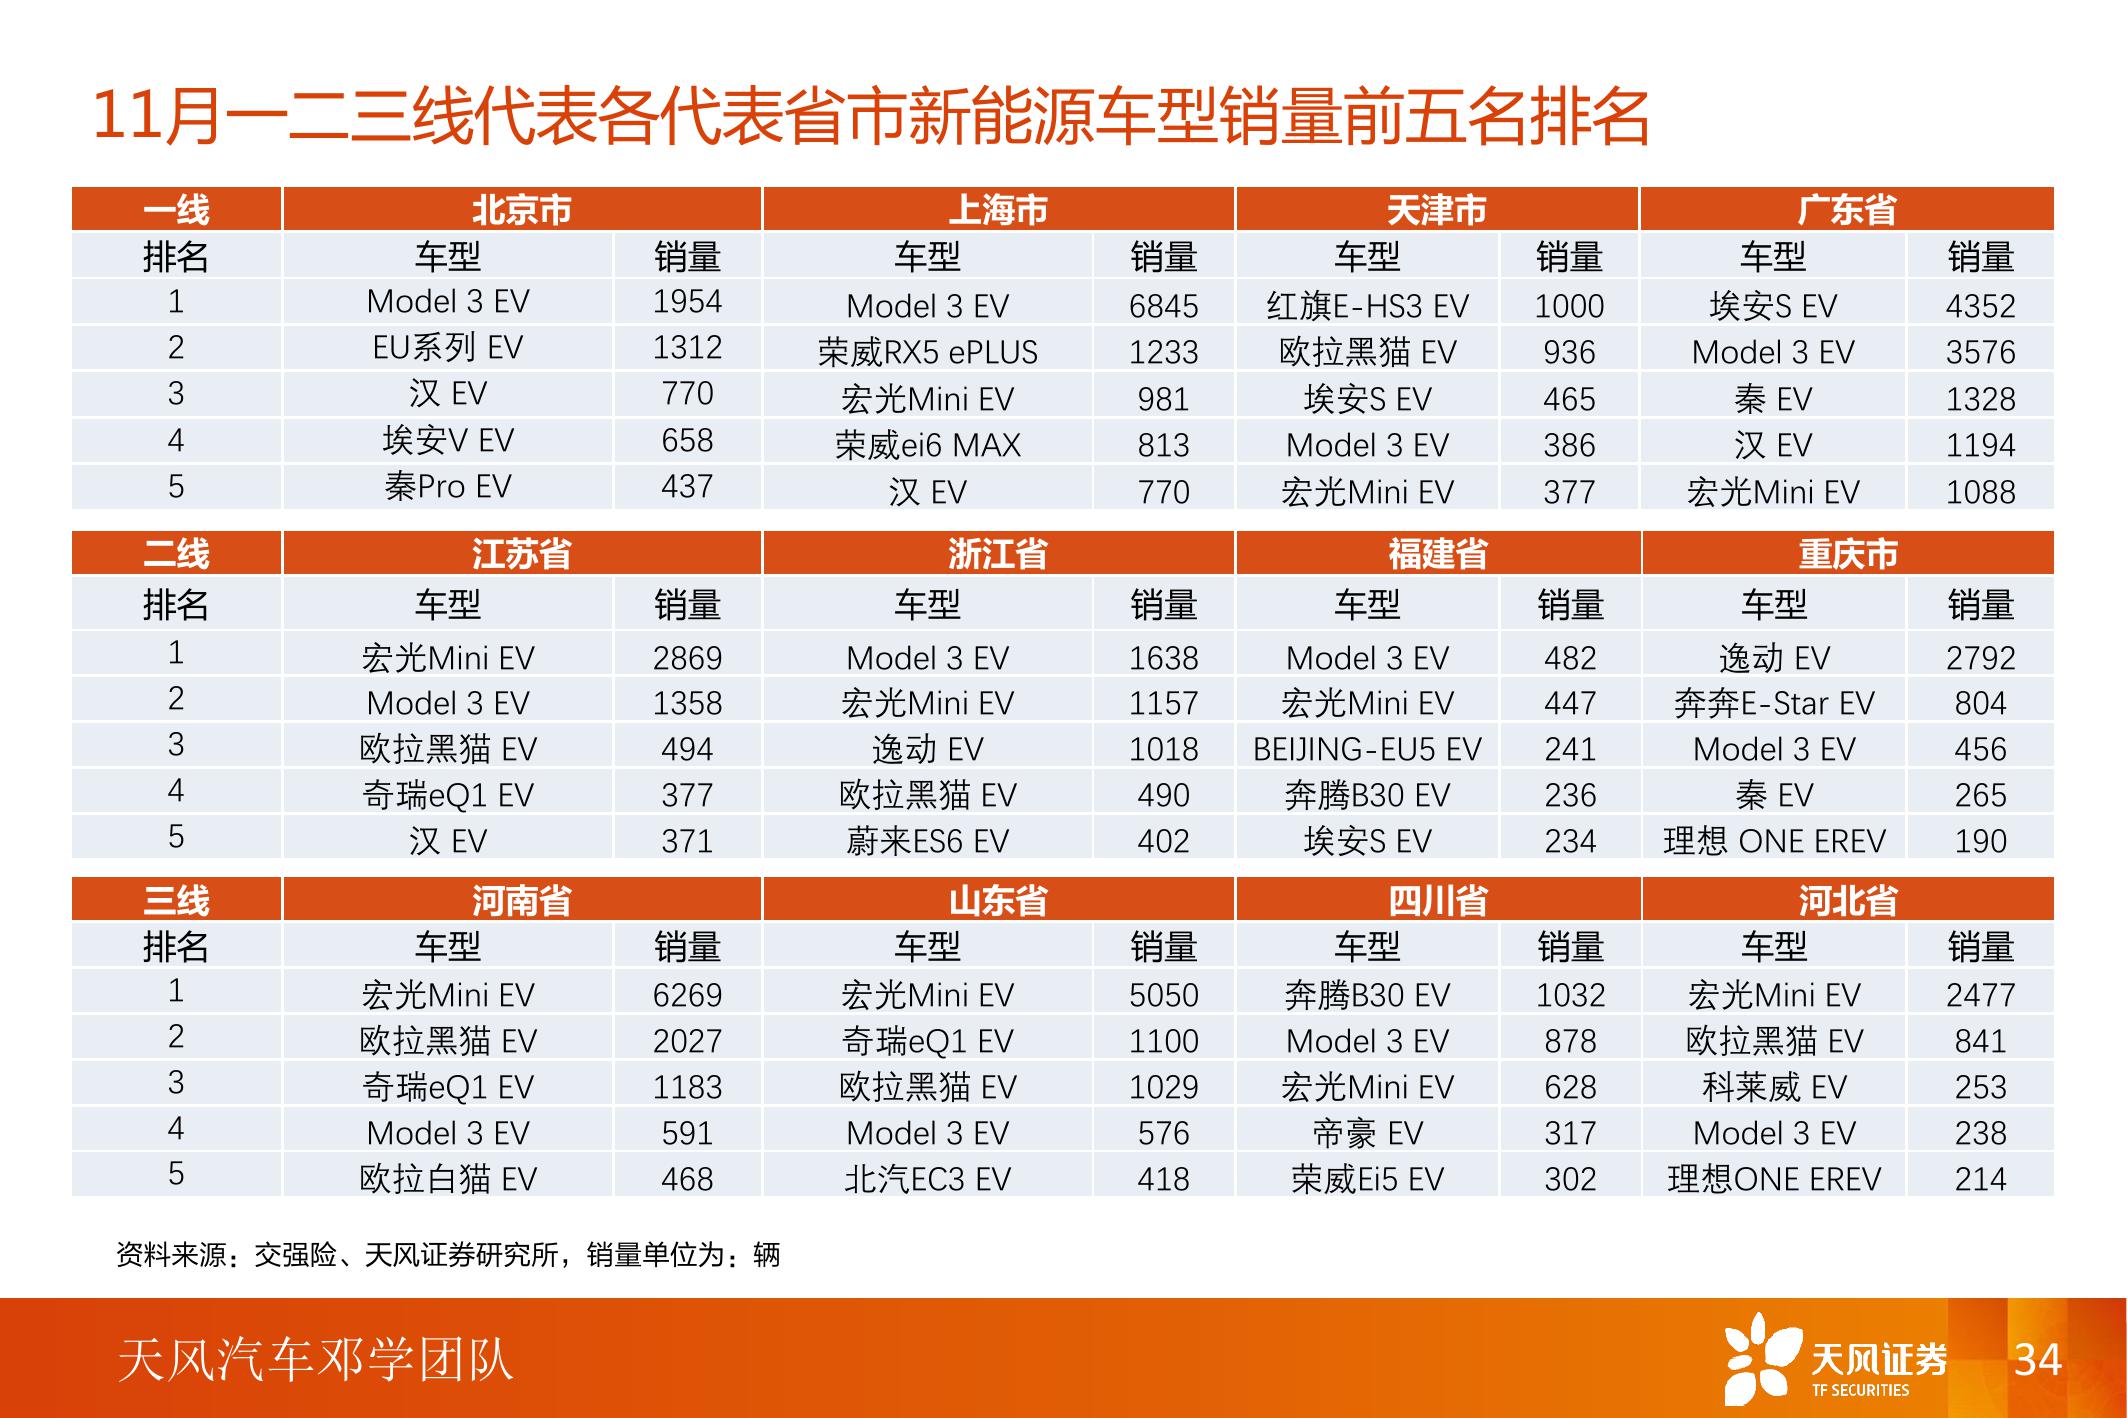 11月一二三线代表各代表省市新能源车型销量前五名排名
一线 北京市 上海市 天津市 广东省
排名 车型 销量 车型 销量 车型 销量 车型 销量
1 Model 3 EV 1954 Model 3 EV 6845 红旗E-HS3 EV 1000 埃安S EV 4352
2 EU系列 EV 1312 荣威RX5 ePLUS 1233 欧拉黑猫 EV 936 Model 3 EV 3576
3 汉 EV 770 宏光Mini EV 981 埃安S EV 465 秦 EV 1328
4 埃安V EV 658 荣威ei6 MAX 813 Model 3 EV 386 汉 EV 1194
5 秦Pro EV 437 汉 EV 770 宏光Mini EV 377 宏光Mini EV 1088
二线 江苏省 浙江省 福建省 重庆市
排名 车型 销量 车型 销量 车型 销量 车型 销量
1 宏光Mini EV 2869 Model 3 EV 1638 Model 3 EV 482 逸动 EV 2792
2 Model 3 EV 1358 宏光Mini EV 1157 宏光Mini EV 447 奔奔E-Star EV 804
3 欧拉黑猫 EV 494 逸动 EV 1018 BEIJING-EU5 EV 241 Model 3 EV 456
4 奇瑞eQ1 EV 377 欧拉黑猫 EV 490 奔腾B30 EV 236 秦 EV 265
5 汉 EV 371 蔚来ES6 EV 402 埃安S EV 234 理想 ONE EREV 190
三线 河南省 山东省 四川省 河北省
排名 车型 销量 车型 销量 车型 销量 车型 销量
1 宏光Mini EV 6269 宏光Mini EV 5050 奔腾B30 EV 1032 宏光Mini EV 2477
2 欧拉黑猫 EV 2027 奇瑞eQ1 EV 1100 Model 3 EV 878 欧拉黑猫 EV 841
3 奇瑞eQ1 EV 1183 欧拉黑猫 EV 1029 宏光Mini EV 628 科莱威 EV 253
4 Model 3 EV 591 Model 3 EV 576 帝豪 EV 317 Model 3 EV 238
5 欧拉白猫 EV 468 北汽EC3 EV 418 荣威Ei5 EV 302 理想ONE EREV 214
资料来源：交强险、天风证券研究所，销量单位为：辆
天风汽车邓学团队
天风证券
TF SECURITIES
34